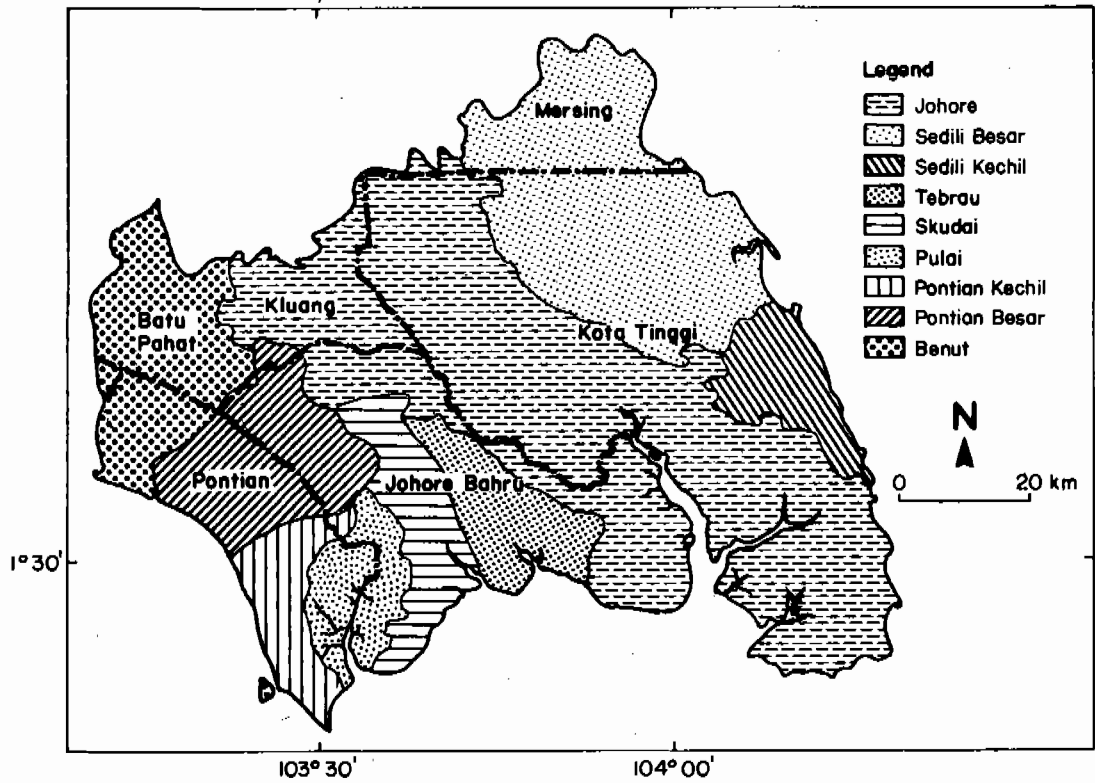 Mersing
Legend
Johore
Sedili Besar
Sedili Kechil
Tebrau
Skudai
Pulai
Pontian Kechil
Pontian Besar
Benut
Kluang
Batu
Pahat
Kota Tinggi
N
0 20 km
Pontian
Johore Bahru
1°30'
103°30' 104°00'